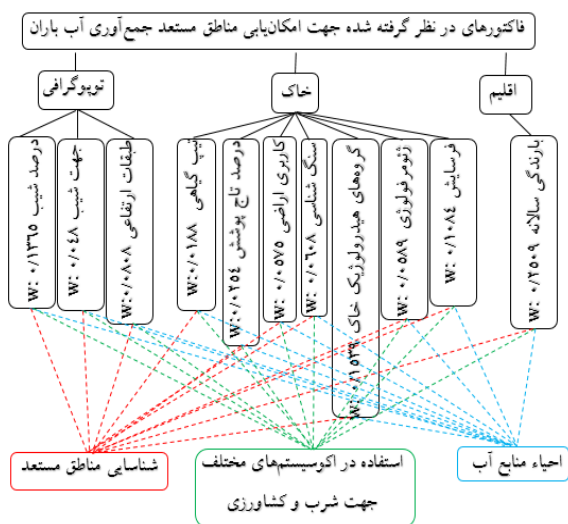 فاکتورهای در نظر گرفته شده جهت امکان‌یابی مناطق مستعد جمع‌آوری آب باران
اقلیم
خاک
توپوگرافی
بارندگی سالانه W: ۰/۲۵۰۹
فرسایش W: ۰/۱۰۸۴
ژئومرفولوژی W: ۰/۰۵۸۹
گروه‌های هیدرولوژیک خاک W: ۰/۱۵۳۹
سنگ شناسی W:۰/۰۶۰۸
کاربری اراضی W:۰/۰۵۷۵
درصد تاج پوشش W:۰/۰۲۵۴
تیپ گیاهی W:۰/۰۱۸۸
طبقات ارتفاعی W:۰/۰۸۰۸
جهت شیب W: ۰/۰۴۸
درصد شیب W: ۰/۱۳۶۵
احیاء منابع آب
استفاده در اکوسیستم‌های مختلف
جهت شرب و کشاورزی
شناسایی مناطق مستعد